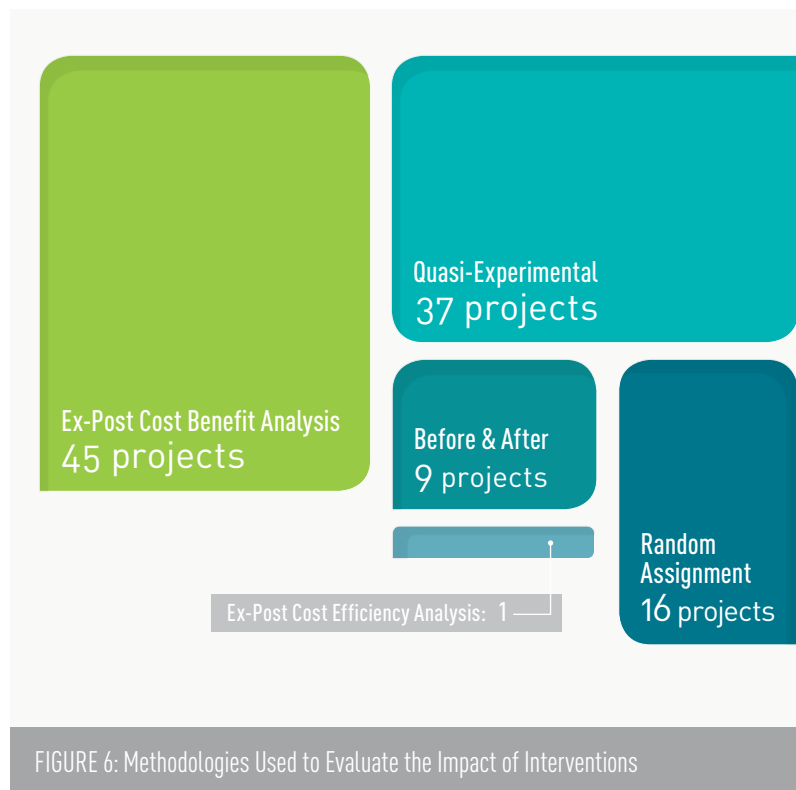 Ex-Post Cost Benefit Analysis
45 projects
Quasi-Experimental
37 projects
Before & After
9 projects
Ex-Post Cost Efficiency Analysis: 1
Random
Assignment
16 projects
FIGURE 6: Methodologies Used to Evaluate the Impact of Interventions